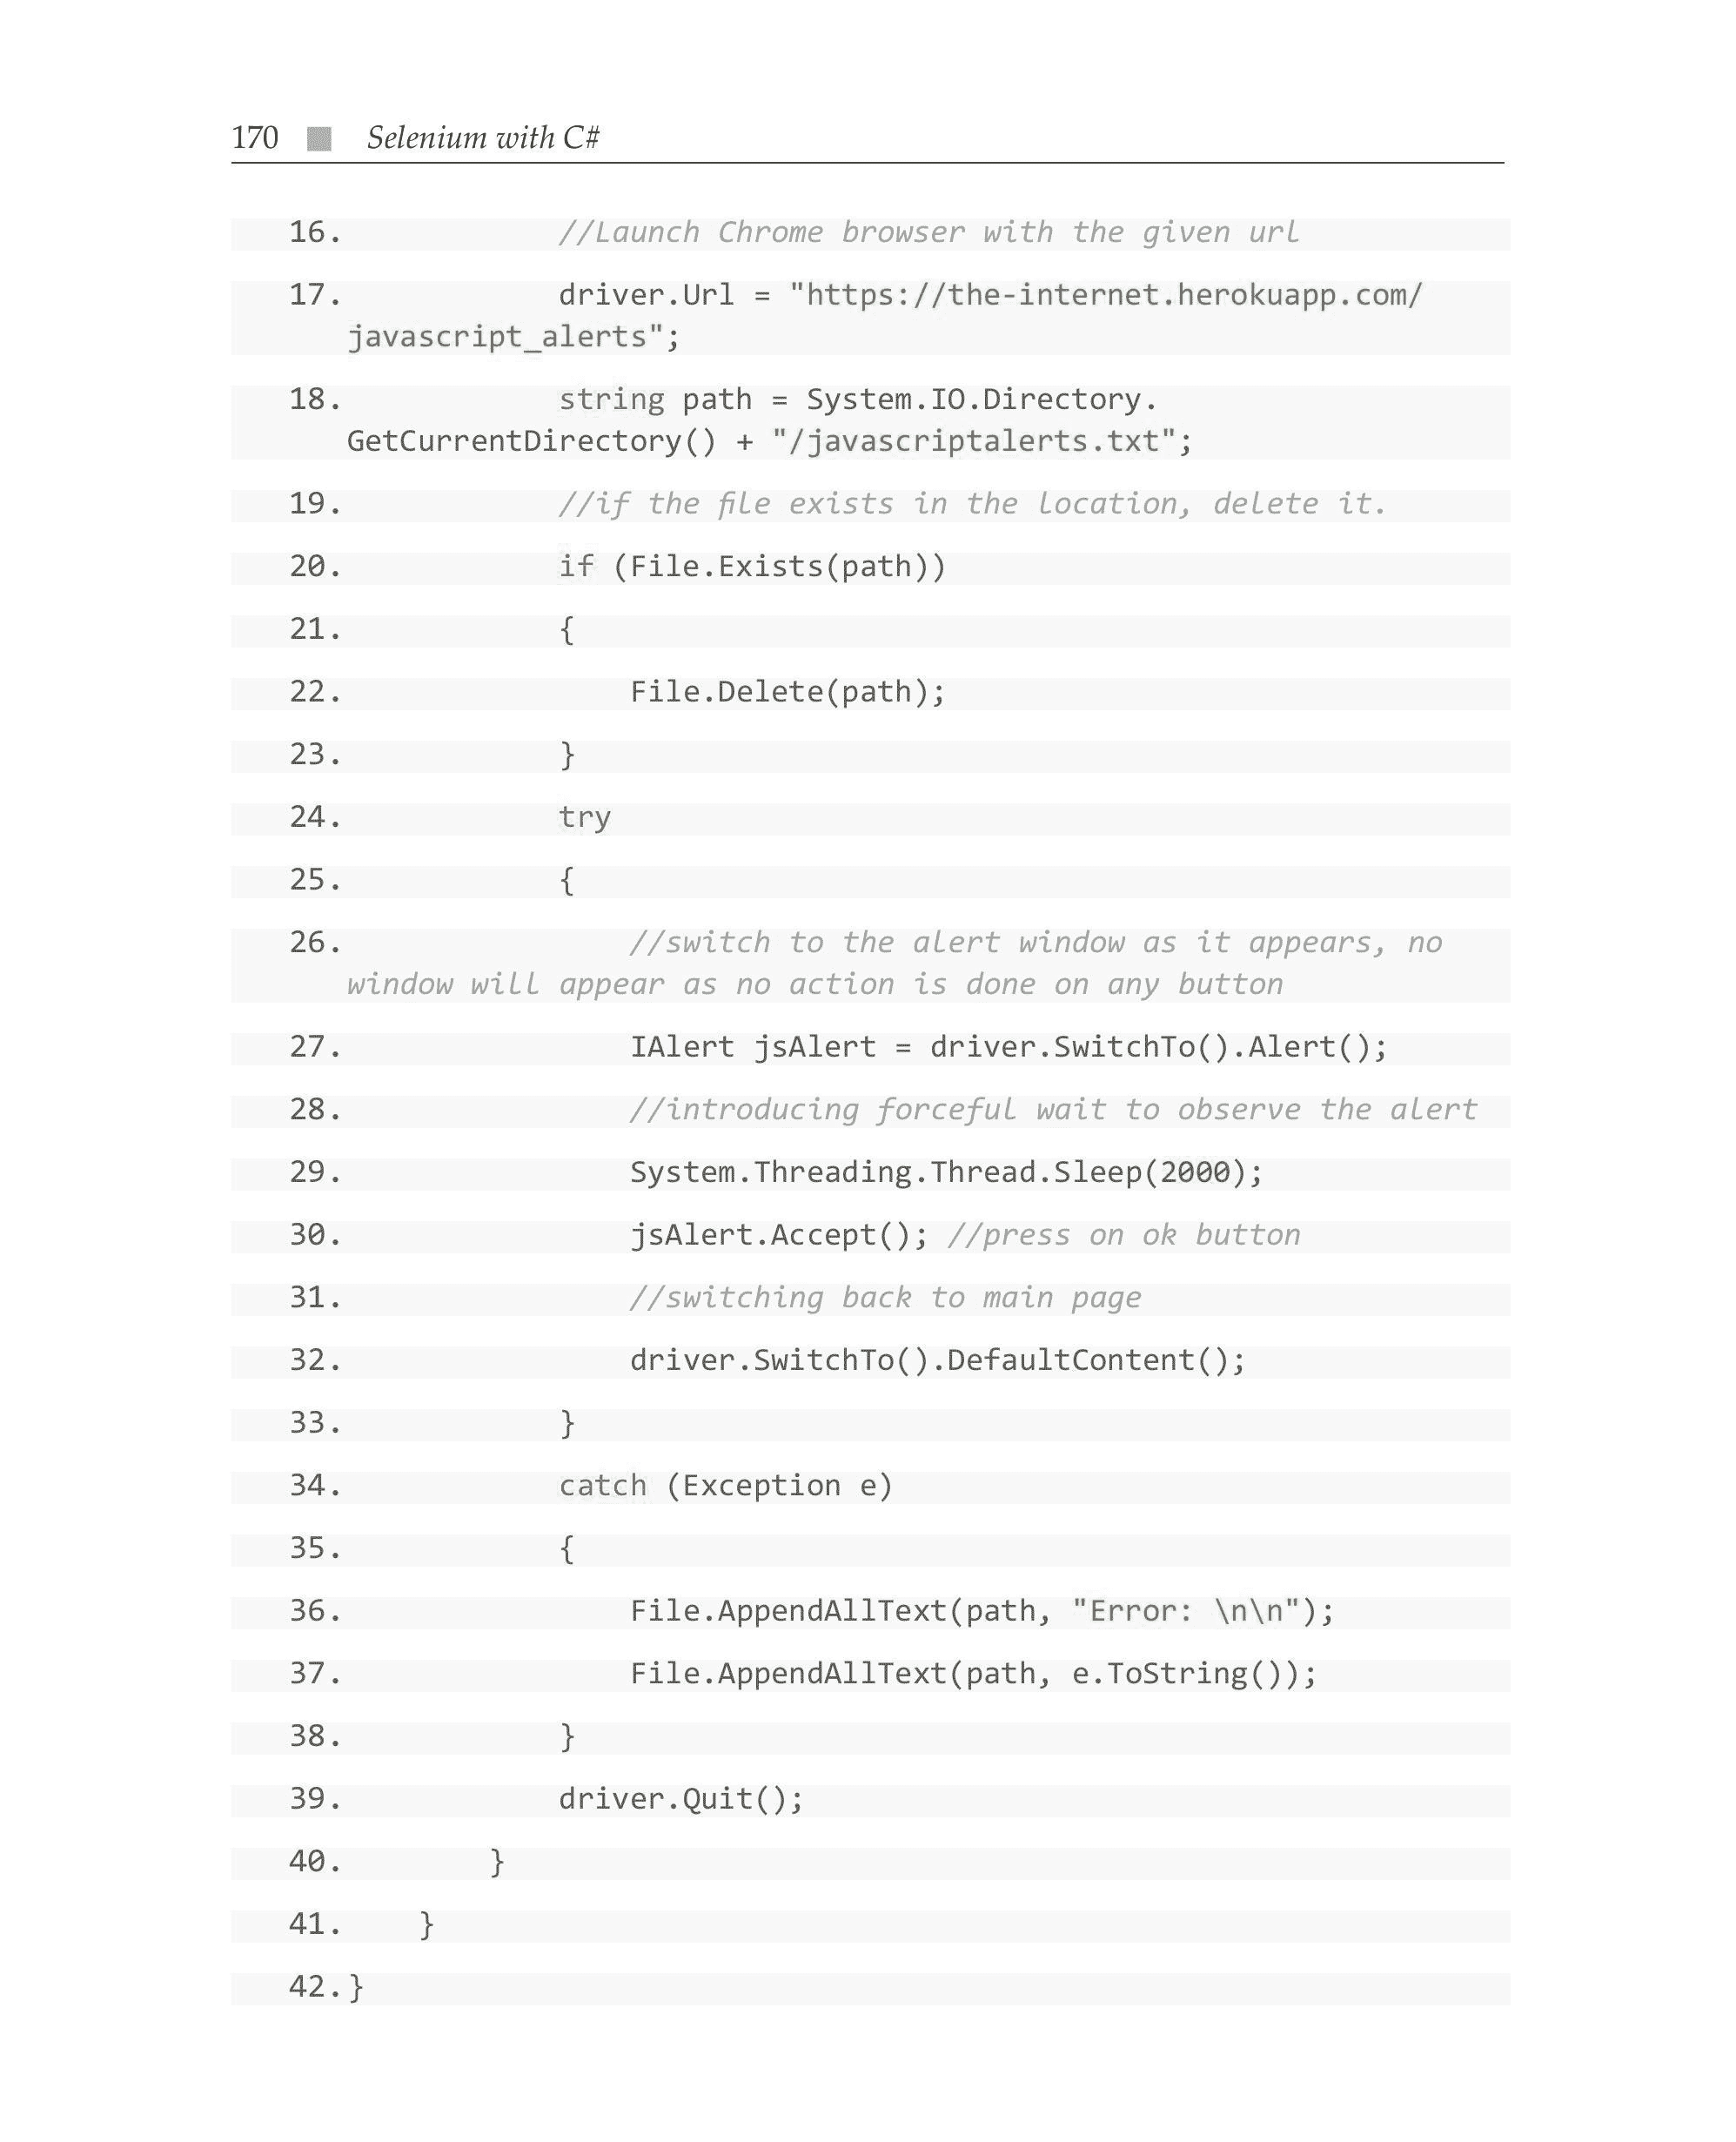 170 Selenium with C#
16. //Launch Chrome browser with the given url
17. driver.Url = "https://the-internet.herokuapp.com/
javascript_alerts";
18. string path = System.IO.Directory.
GetCurrentDirectory() + "/javascriptalerts.txt";
19. //if the file exists in the location, delete it.
20. if (File.Exists(path))
21. {
22. File.Delete(path);
23. }
24. try
25. {
26. //switch to the alert window as it appears, no
window will appear as no action is done on any button
27. IAlert jsAlert = driver.SwitchTo().Alert();
28. //introducing forceful wait to observe the alert
29. System.Threading.Thread.Sleep(2000);
30. jsAlert.Accept(); //press on ok button
31. //switching back to main page
32. driver.SwitchTo().DefaultContent();
33. }
34. catch (Exception e)
35. {
36. File.AppendAllText(path, "Error: \n\n");
37. File.AppendAllText(path, e.ToString());
38. }
39. driver.Quit();
40. }
41. }
42. }